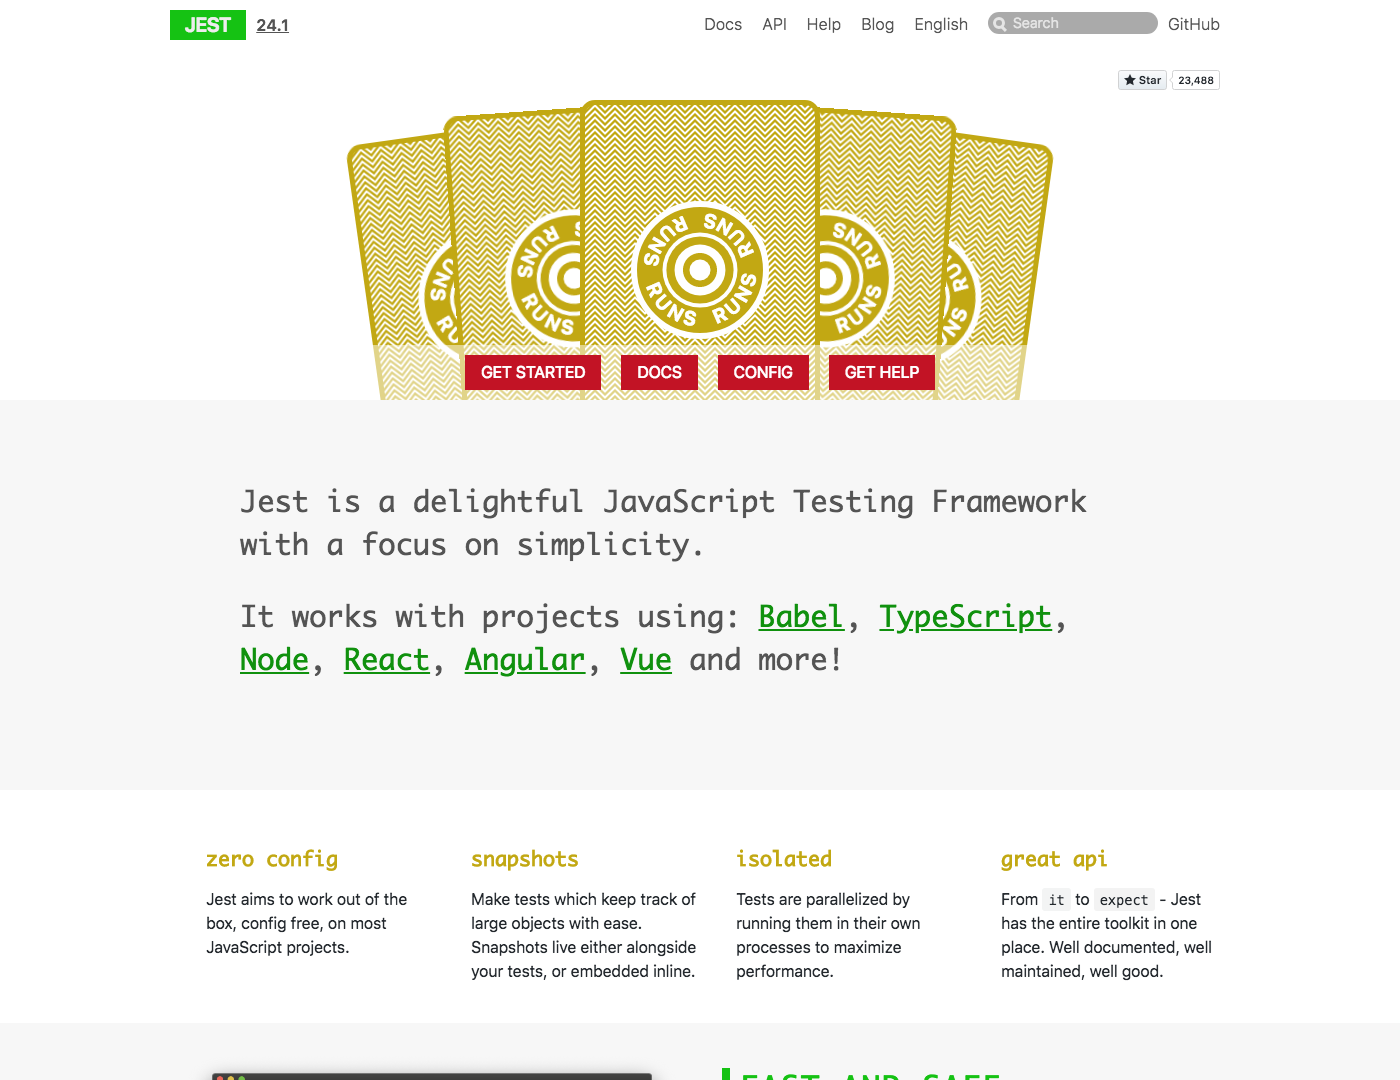 JEST 24.1 Docs API Help Blog English Search GitHub
Star 23,488
RUNS RUNS RUNS RUNS
GET STARTED DOCS CONFIG GET HELP
Jest is a delightful JavaScript Testing Framework
with a focus on simplicity.
It works with projects using: Babel, TypeScript,
Node, React, Angular, Vue and more!
zero config
Jest aims to work out of the
box, config free, on most
JavaScript projects.
snapshots
Make tests which keep track of
large objects with ease.
Snapshots live either alongside
your tests, or embedded inline.
isolated
Tests are parallelized by
running them in their own
processes to maximize
performance.
great api
From it to expect - Jest
has the entire toolkit in one
place. Well documented, well
maintained, well good.
FAST AND SAFE